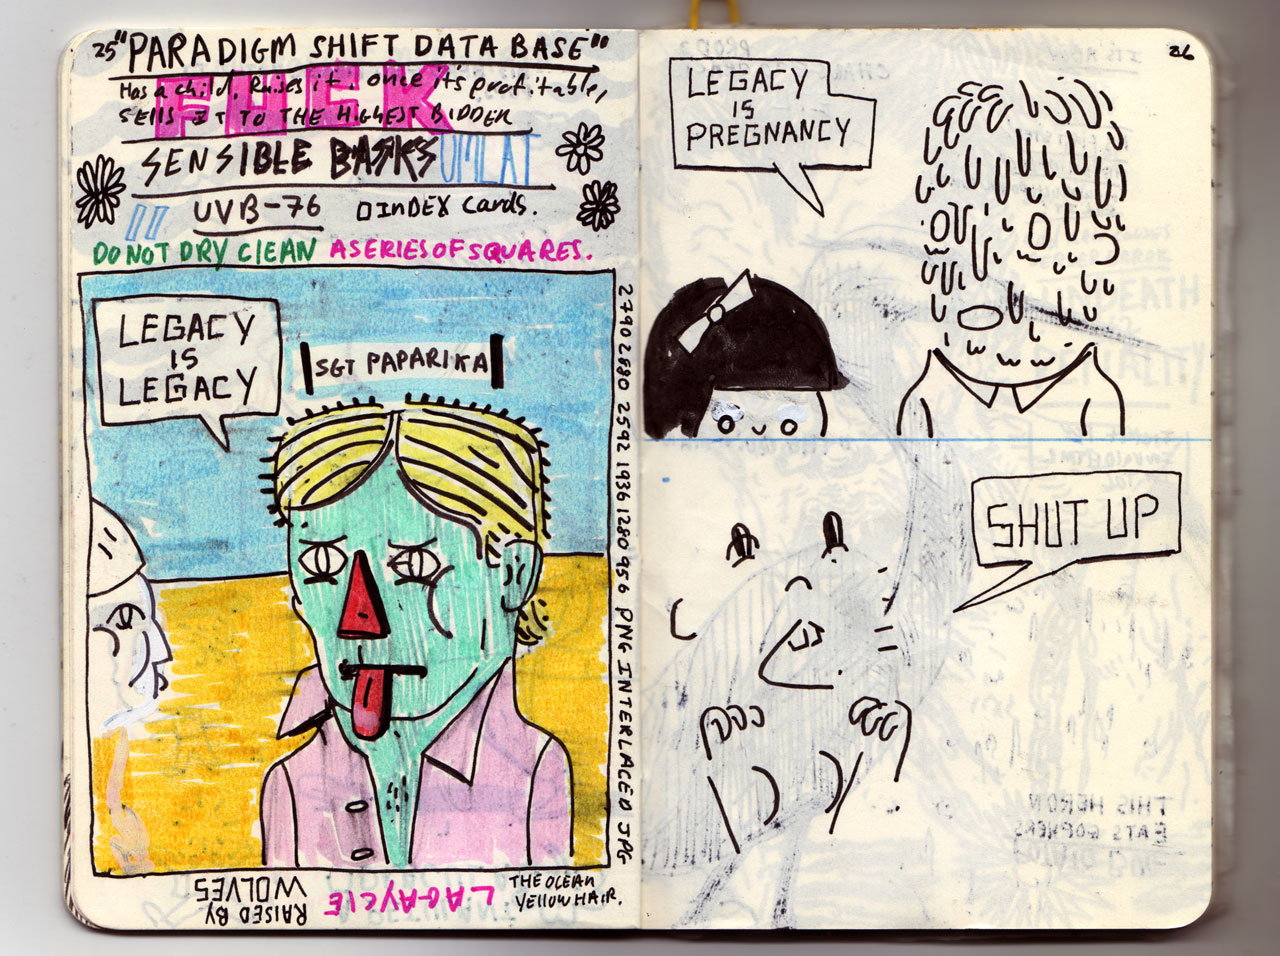 25 "PARADIGM SHIFT DATA BASE"
FUCK
Has a child, Raises it. once it's profitable,
SEllS IT TO THE HIGHEST BIDDER
SENSIBLE BASKS UMLAT
UVB-76 INDEX Cards.
DO NOT DRY CLEAN A SERIES OF SQUARES.
LEGACY
IS
LEGACY
SGT PAPARIKA
2790 2880 2592 1936 1280 956 PNG INTERLACED JPG
RAISED BY
WOLVES
LAGAYCIE
THE OCEAN
YELLOW HAIR.
26
LEGACY
IS
PREGNANCY
SHUT UP
THIS HERON
EATS GOPHERS